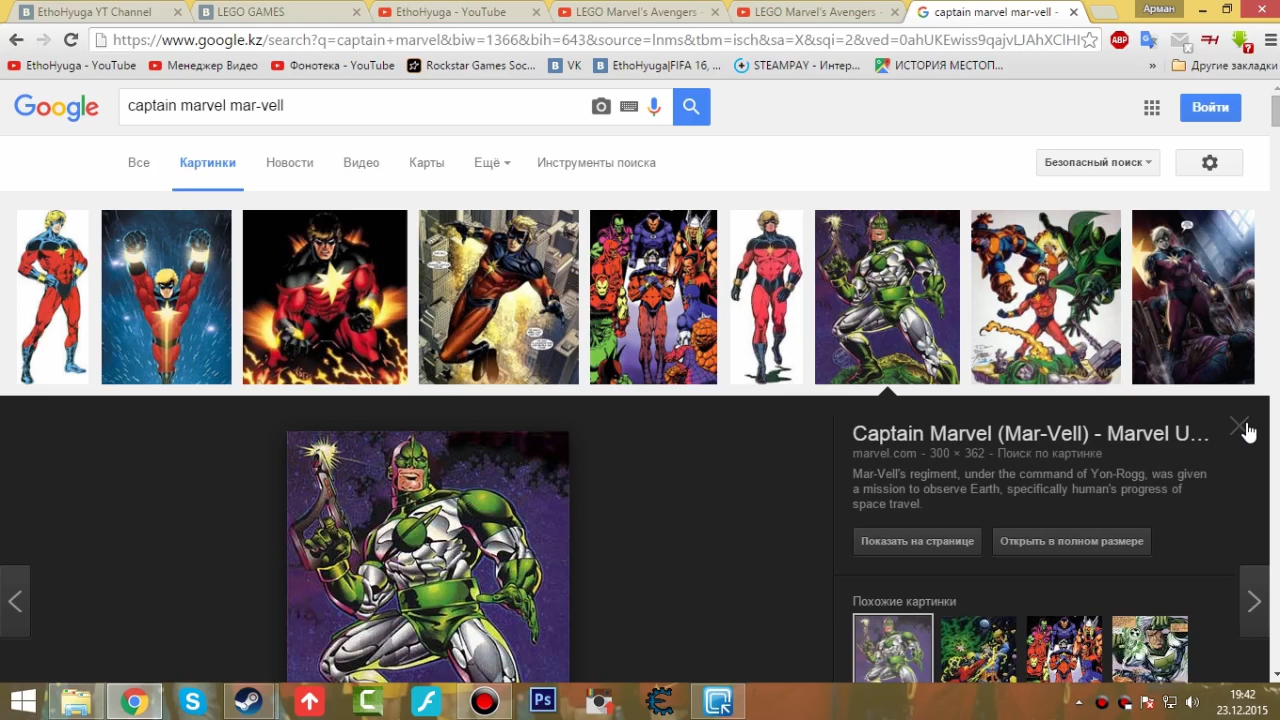 EthoHyuga YT Channel
LEGO GAMES
EthoHyuga - YouTube
LEGO Marvel's Avengers -
LEGO Marvel's Avengers -
captain marvel mar-vell -
Арман
https://www.google.kz/search?q=captain+marvel&biw=1366&bih=643&source=lnms&tbm=isch&sa=X&sqi=2&ved=0ahUKEwiss9qajvLJAhXClHI
ABP
EthoHyuga - YouTube
Менеджер Видео
Фонотека - YouTube
Rockstar Games Soc...
VK
EthoHyuga|FIFA 16, ...
STEAMPAY - Интер...
ИСТОРИЯ МЕСТОП...
»
Другие закладки
Google
captain marvel mar-vell
Войти
Все
Картинки
Новости
Видео
Карты
Ещё
Инструменты поиска
Безопасный поиск
Captain Marvel (Mar-Vell) - Marvel U...
marvel.com - 300 × 362 - Поиск по картинке
Mar-Vell's regiment, under the command of Yon-Rogg, was given
a mission to observe Earth, specifically human's progress of
space travel.
Показать на странице
Открыть в полном размере
Похожие картинки
Ps
19:42
23.12.2015